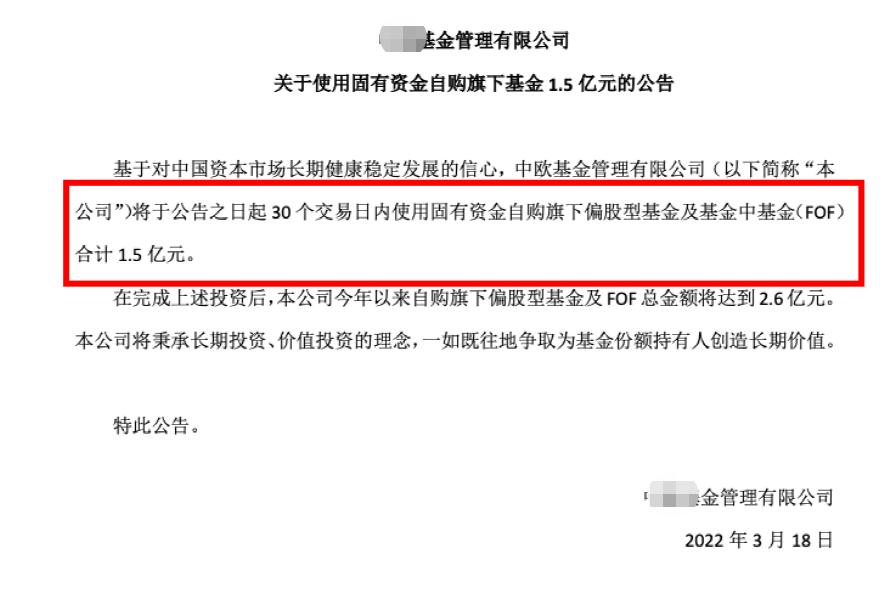 基金管理有限公司
关于使用固有资金自购旗下基金 1.5 亿元的公告
基于对中国资本市场长期健康稳定发展的信心，中欧基金管理有限公司（以下简称“本
公司”）将于公告之日起 30 个交易日内使用固有资金自购旗下偏股型基金及基金中基金（FOF）
合计 1.5 亿元。
在完成上述投资后，本公司今年以来自购旗下偏股型基金及 FOF 总金额将达到 2.6 亿元。
本公司将秉承长期投资、价值投资的理念，一如既往地争取为基金份额持有人创造长期价值。
特此公告。
金管理有限公司
2022 年 3 月 18 日